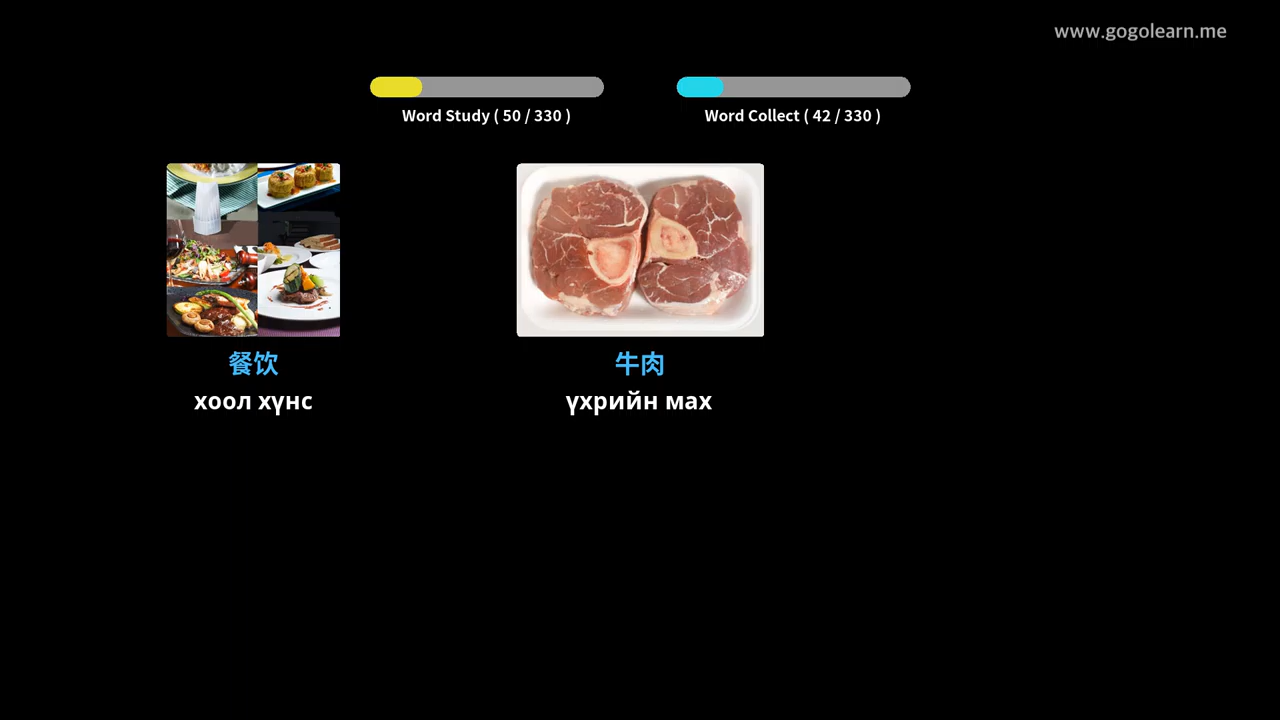 www.gogolearn.me
Word Study ( 50 / 330 )
Word Collect ( 42 / 330 )
餐饮
хоол хүнс
牛肉
үхрийн мах